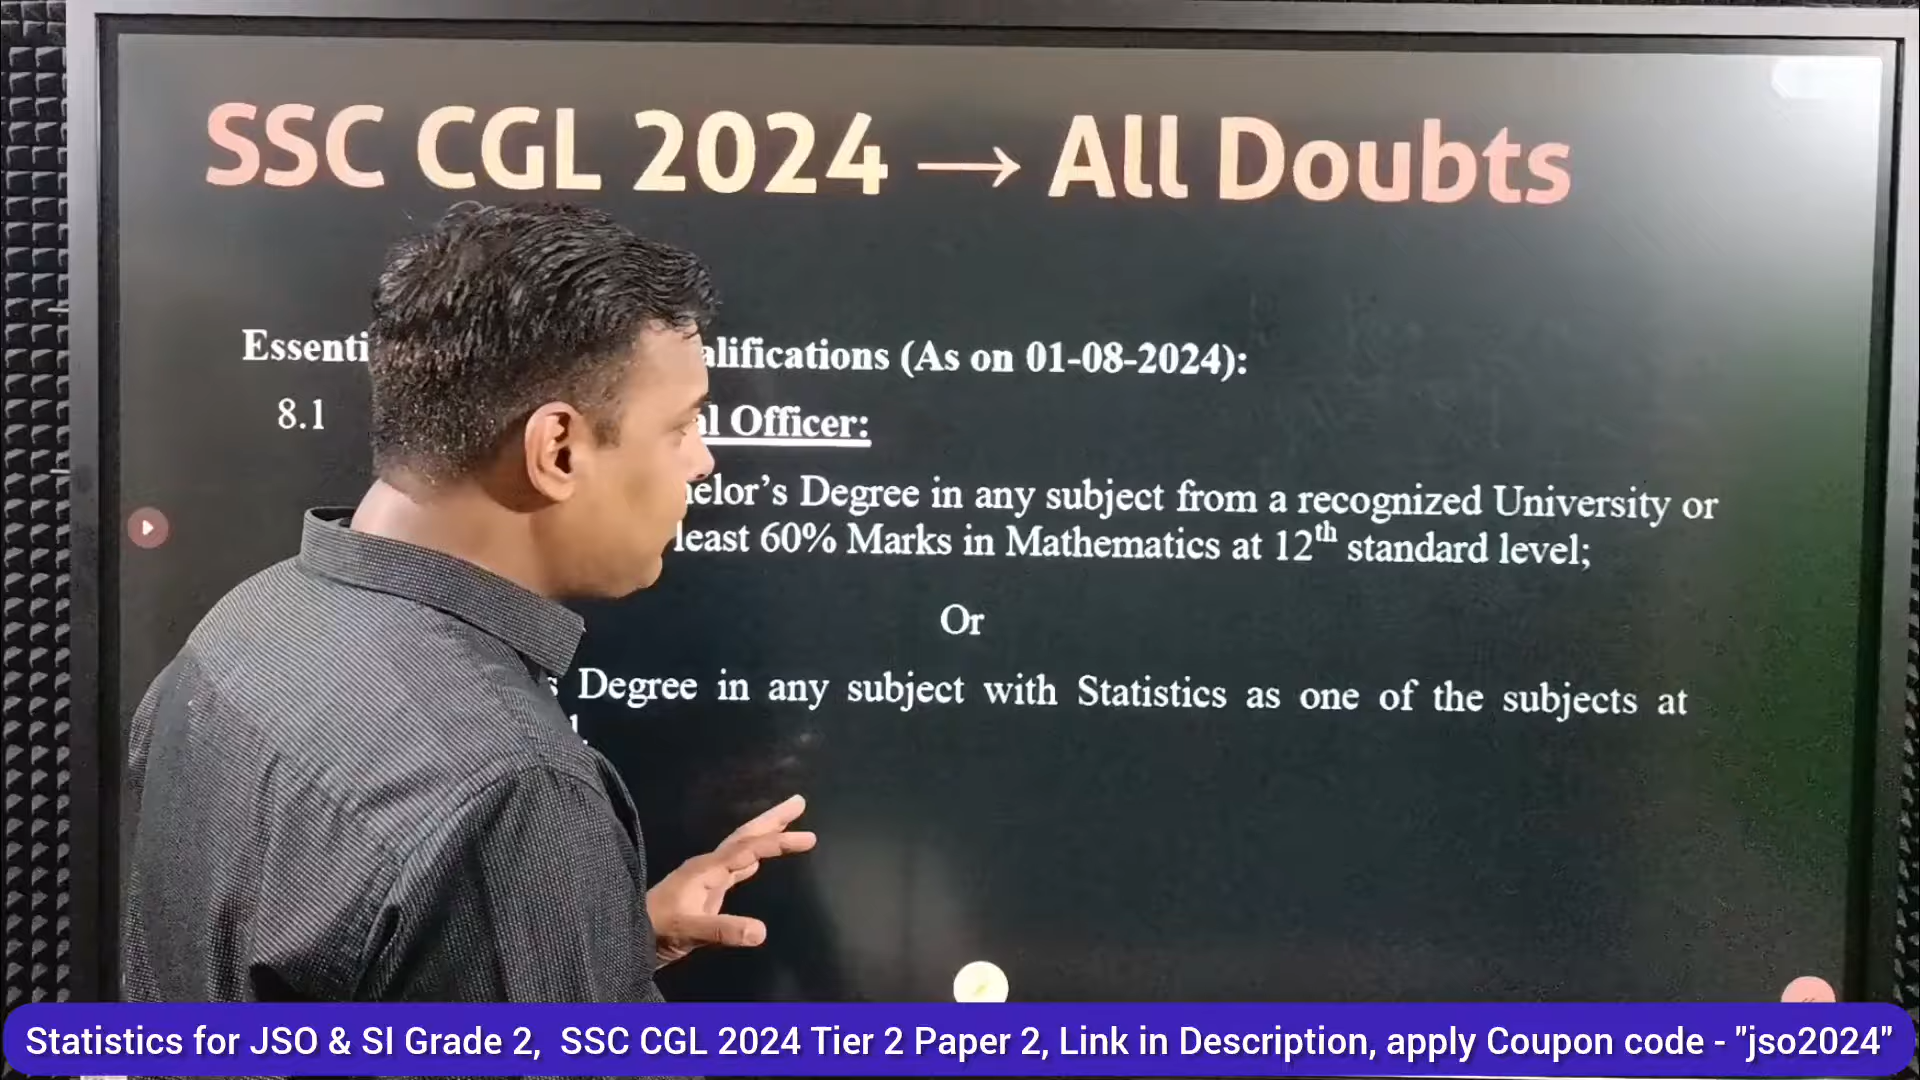 SSC CGL 2024 → All Doubts
Essenti alifications (As on 01-08-2024):
8.1 al Officer:
elor’s Degree in any subject from a recognized University or
least 60% Marks in Mathematics at 12th standard level;
Or
s Degree in any subject with Statistics as one of the subjects at
l.
Statistics for JSO & SI Grade 2, SSC CGL 2024 Tier 2 Paper 2, Link in Description, apply Coupon code - "jso2024"